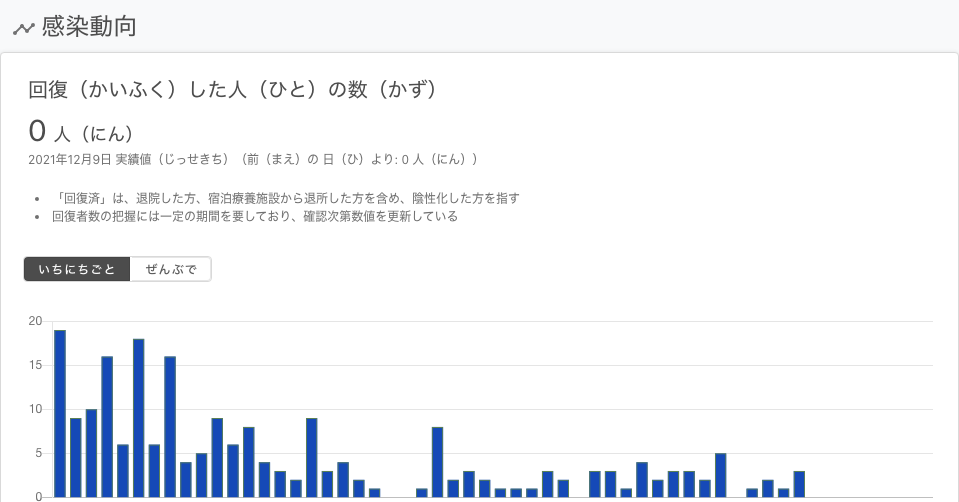 感染動向
回復（かいふく）した人（ひと）の数（かず）
0 人（にん）
2021年12月9日 実績値（じっせきち）（前（まえ）の 日（ひ）より: 0 人（にん））
• 「回復済」は、退院した方、宿泊療養施設から退所した方を含め、陰性化した方を指す
• 回復者数の把握には一定の期間を要しており、確認次第数値を更新している
いちにちごと ぜんぶで
20
15
10
5
0